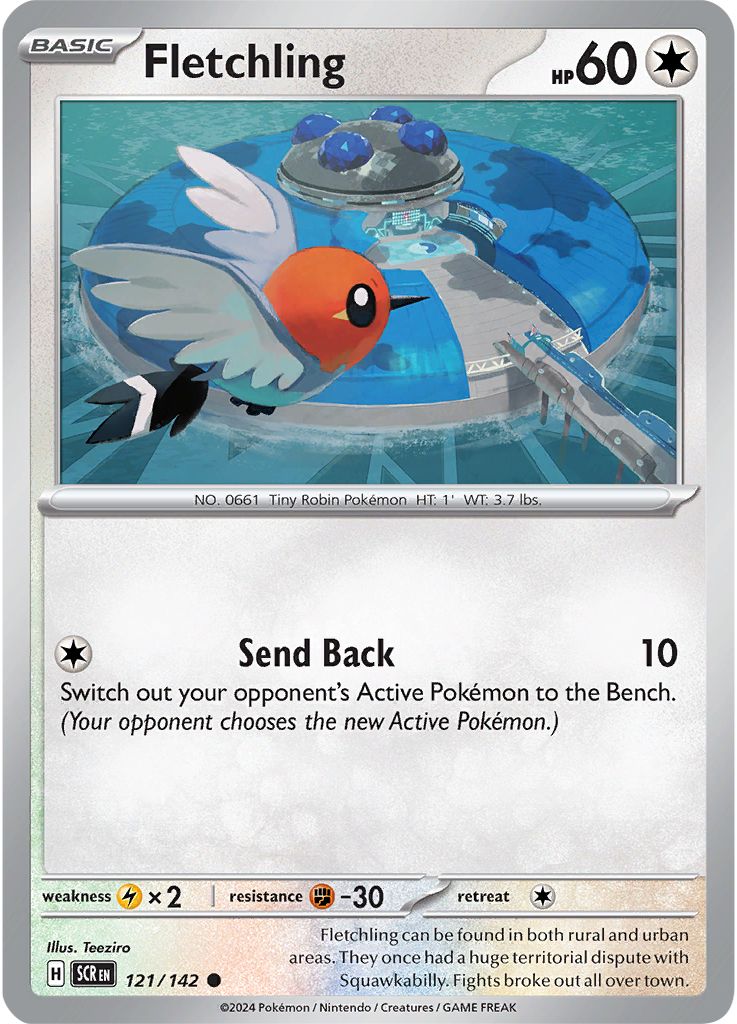 BASIC
Fletchling
HP 60
NO. 0661 Tiny Robin Pokémon HT: 1' WT: 3.7 lbs.
Send Back 10
Switch out your opponent's Active Pokémon to the Bench.
(Your opponent chooses the new Active Pokémon.)
weakness ×2 resistance -30 retreat
Illus. Teeziro
H SCR EN 121/142
Fletchling can be found in both rural and urban
areas. They once had a huge territorial dispute with
Squawkabilly. Fights broke out all over town.
©2024 Pokémon / Nintendo / Creatures / GAME FREAK